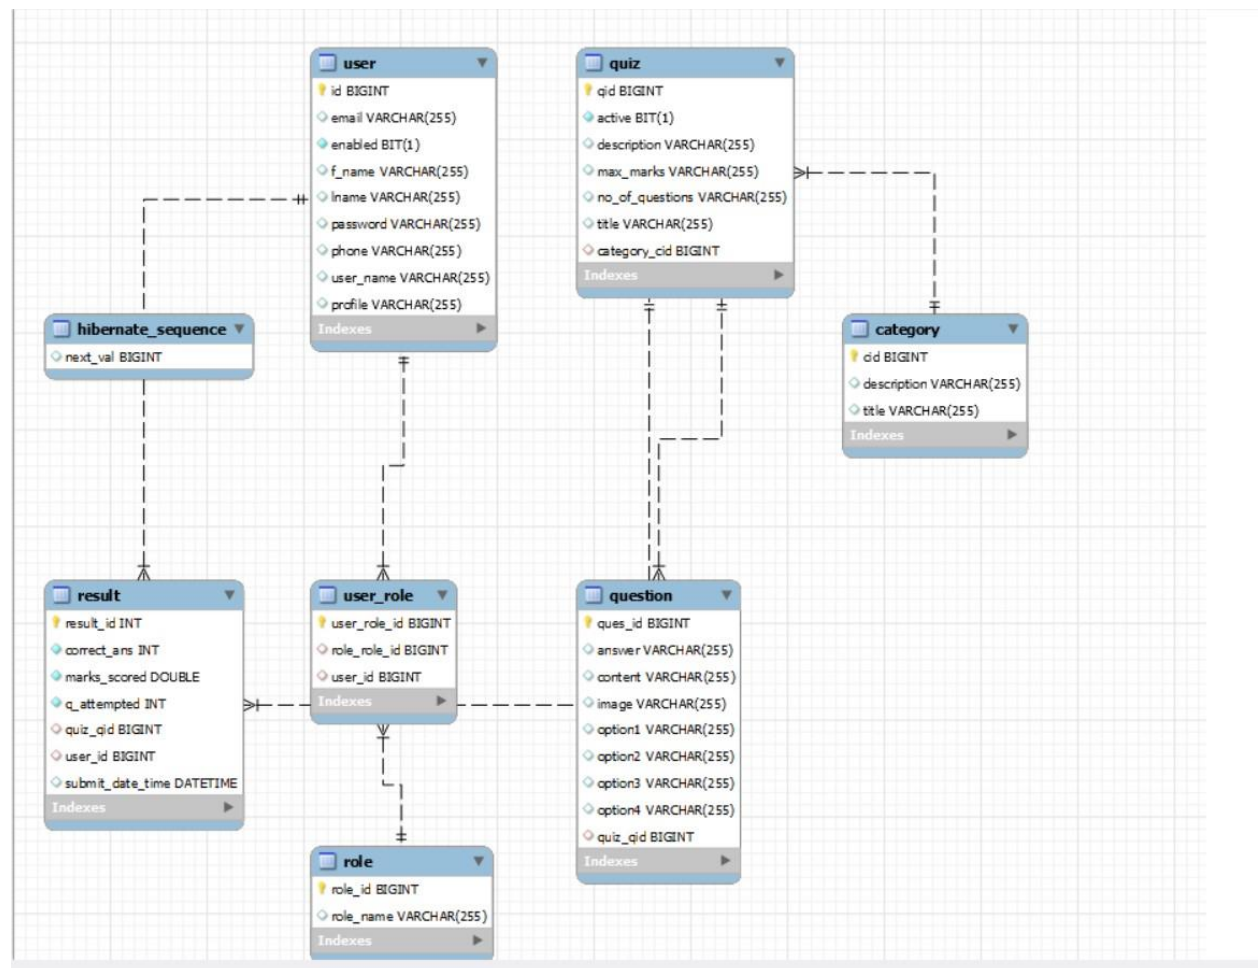 user
id BIGINT
email VARCHAR(255)
enabled BIT(1)
f_name VARCHAR(255)
lname VARCHAR(255)
password VARCHAR(255)
phone VARCHAR(255)
user_name VARCHAR(255)
profile VARCHAR(255)
Indexes
quiz
qid BIGINT
active BIT(1)
description VARCHAR(255)
max_marks VARCHAR(255)
no_of_questions VARCHAR(255)
title VARCHAR(255)
category_cid BIGINT
Indexes
hibernate_sequence
next_val BIGINT
category
cid BIGINT
description VARCHAR(255)
title VARCHAR(255)
Indexes
result
result_id INT
correct_ans INT
marks_scored DOUBLE
q_attempted INT
quiz_qid BIGINT
user_id BIGINT
submit_date_time DATETIME
Indexes
user_role
user_role_id BIGINT
role_role_id BIGINT
user_id BIGINT
Indexes
question
ques_id BIGINT
answer VARCHAR(255)
content VARCHAR(255)
image VARCHAR(255)
option1 VARCHAR(255)
option2 VARCHAR(255)
option3 VARCHAR(255)
option4 VARCHAR(255)
quiz_qid BIGINT
Indexes
role
role_id BIGINT
role_name VARCHAR(255)
Indexes